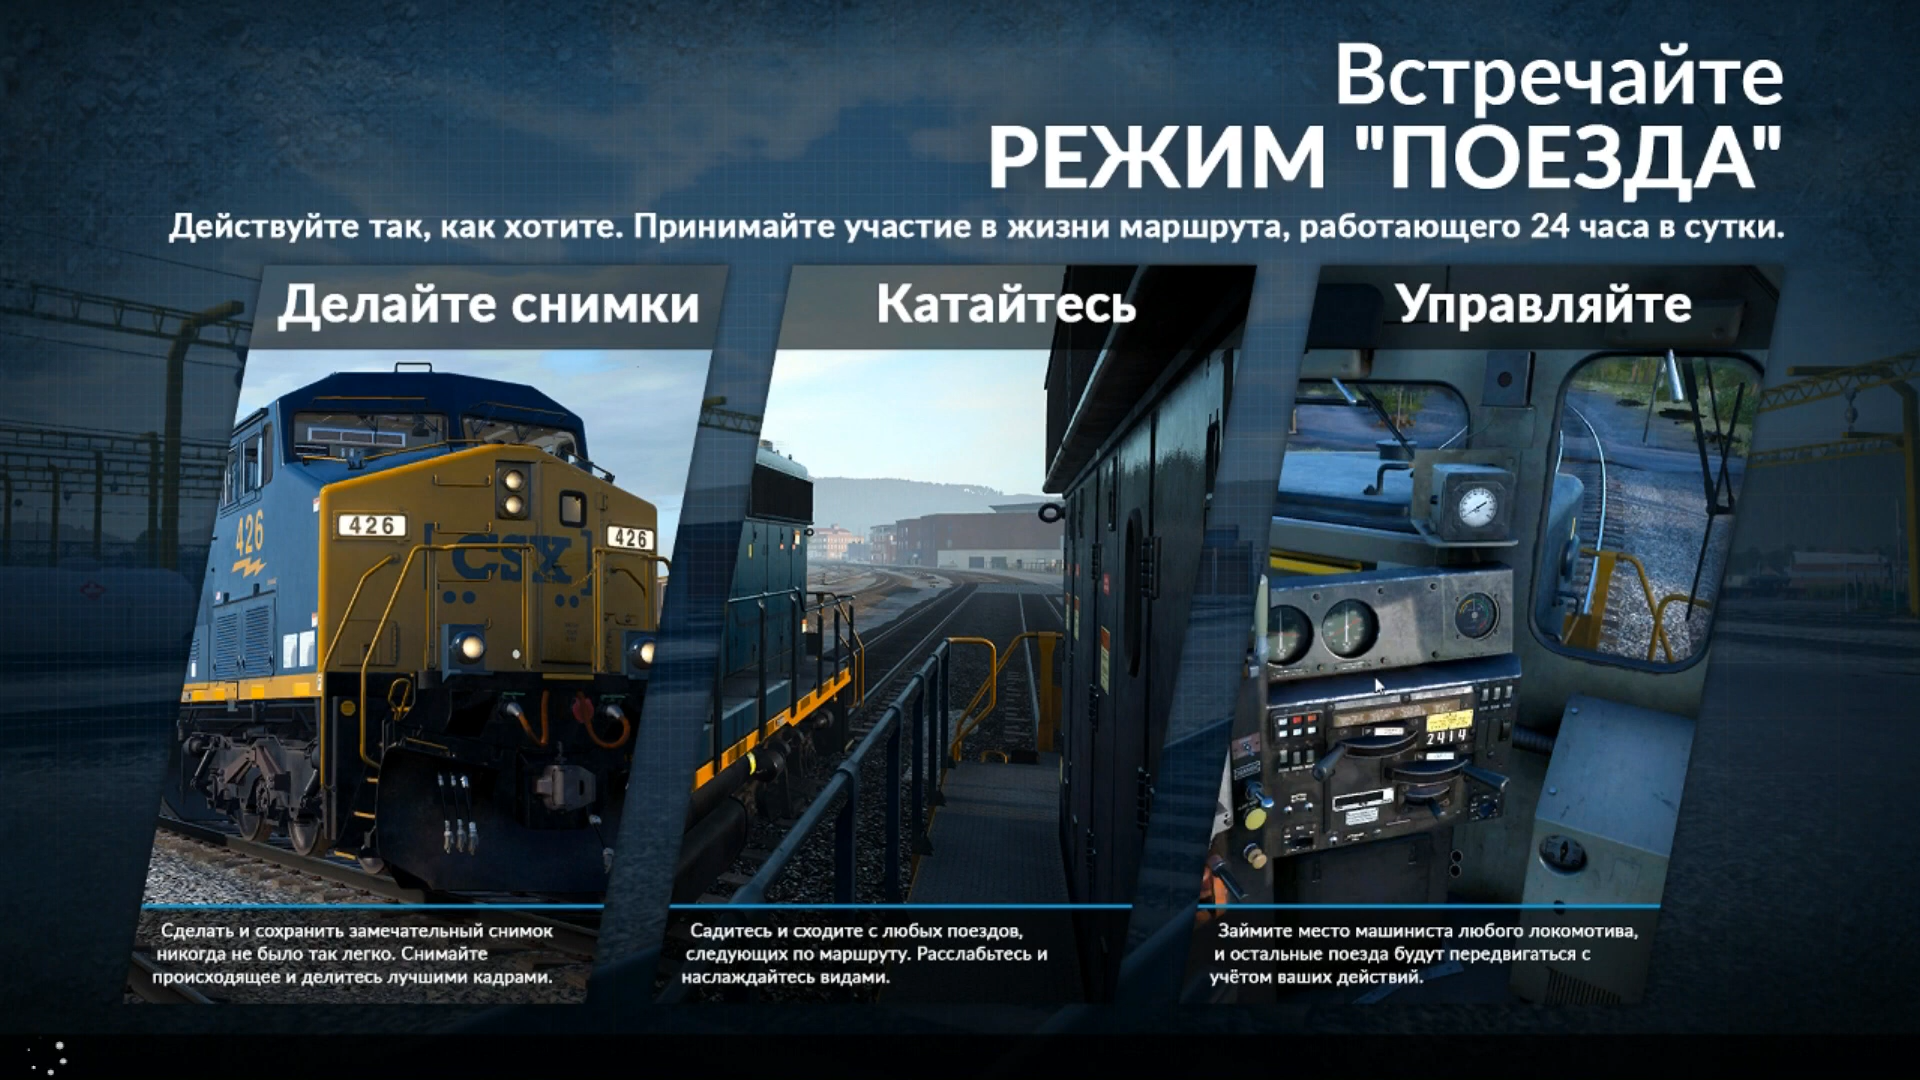 Встречайте
РЕЖИМ "ПОЕЗДА"
Действуйте так, как хотите. Принимайте участие в жизни маршрута, работающего 24 часа в сутки.
Делайте снимки
Катайтесь
Управляйте
426
426
426
CSX
2414
Сделать и сохранить замечательный снимок
никогда не было так легко. Снимайте
происходящее и делитесь лучшими кадрами.
Садитесь и сходите с любых поездов,
следующих по маршруту. Расслабьтесь и
наслаждайтесь видами.
Займите место машиниста любого локомотива,
и остальные поезда будут передвигаться с
учётом ваших действий.